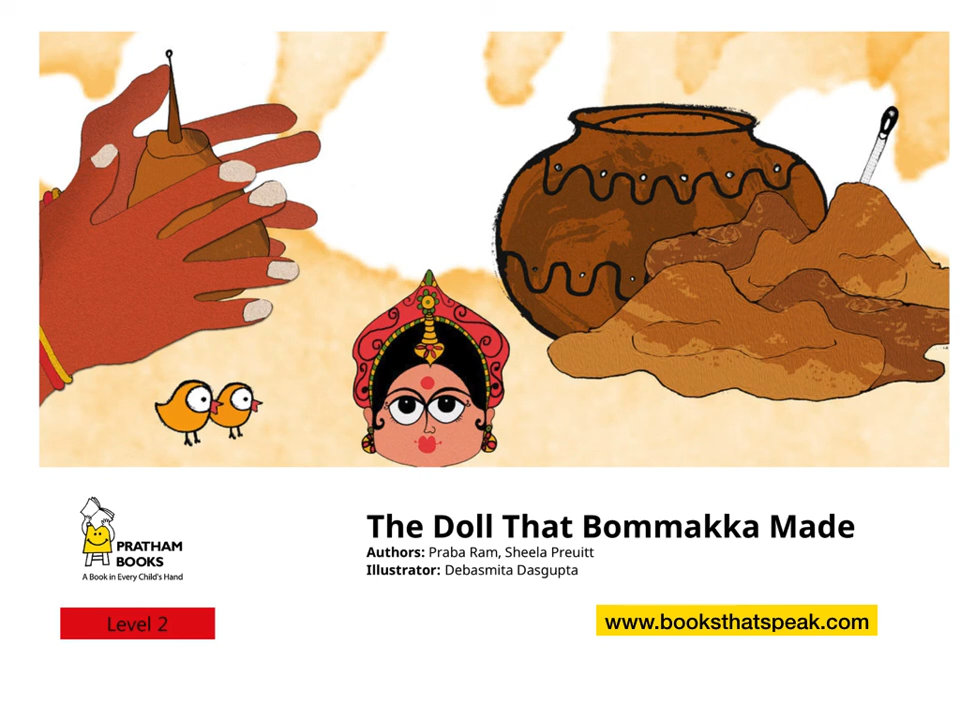 The Doll That Bommakka Made
Authors: Praba Ram, Sheela Preuitt
Illustrator: Debasmita Dasgupta
PRATHAM
BOOKS
A Book in Every Child's Hand
Level 2
www.booksthatspeak.com